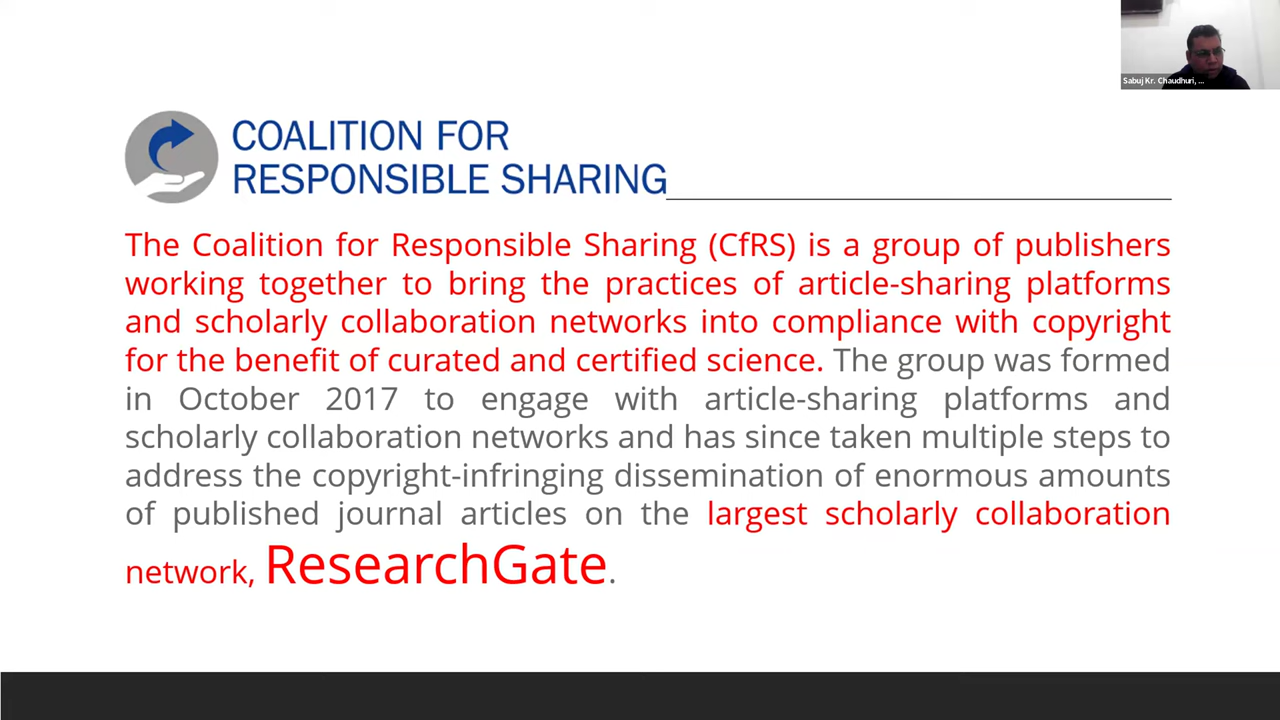 Sabuj Kr. Chaudhuri, ...
COALITION FOR
RESPONSIBLE SHARING
The Coalition for Responsible Sharing (CfRS) is a group of publishers
working together to bring the practices of article-sharing platforms
and scholarly collaboration networks into compliance with copyright
for the benefit of curated and certified science. The group was formed
in October 2017 to engage with article-sharing platforms and
scholarly collaboration networks and has since taken multiple steps to
address the copyright-infringing dissemination of enormous amounts
of published journal articles on the largest scholarly collaboration
network, ResearchGate.